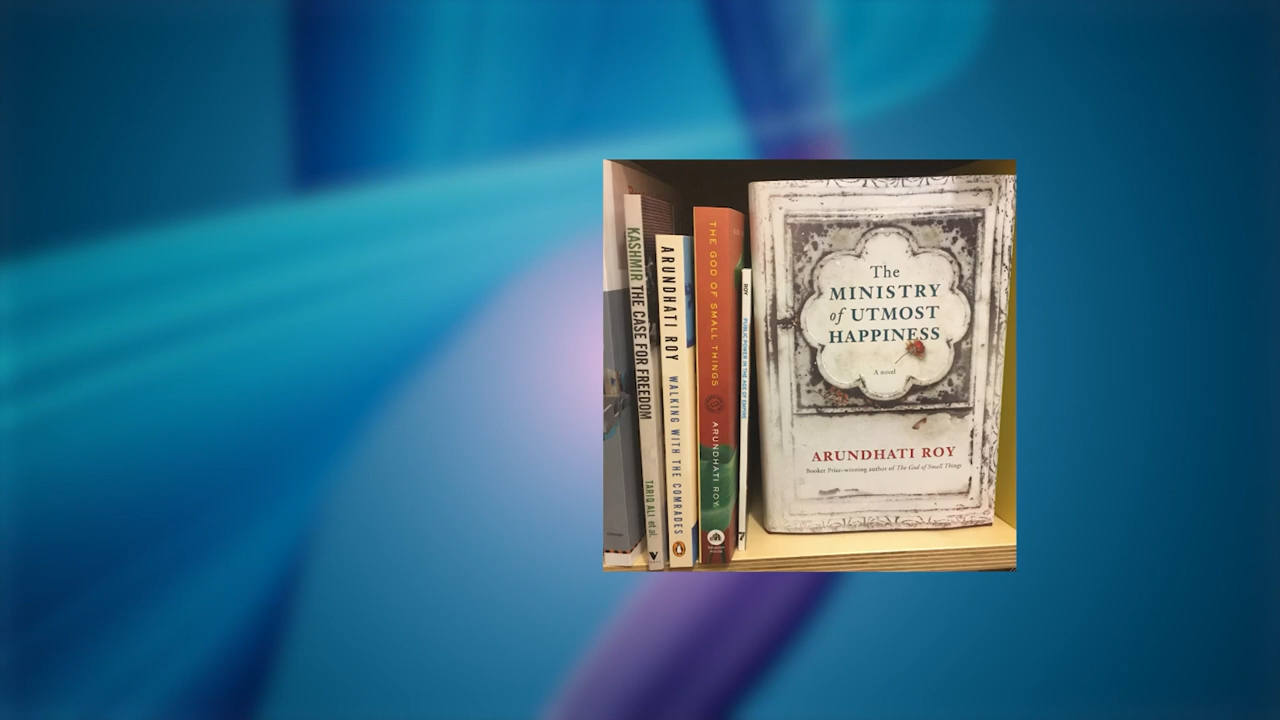 KASHMIR THE CASE FOR FREEDOM
TARIQ ALI et al.
ARUNDHATI ROY WALKING WITH THE COMRADES
THE GOD OF SMALL THINGS ARUNDHATI ROY
ROY PUBLIC POWER IN THE AGE OF EMPIRE
The
MINISTRY
of UTMOST
HAPPINESS
A novel
ARUNDHATI ROY
Booker Prize-winning author of The God of Small Things